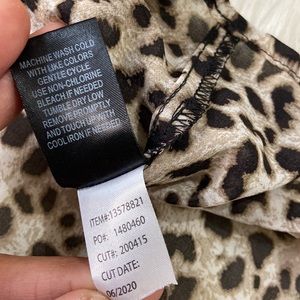 MACHINE WASH COLD
WITH LIKE COLORS
GENTLE CYCLE
USE NON-CHLORINE
BLEACH IF NEEDED
TUMBLE DRY LOW
REMOVE PROMPTLY
AND TOUCH UP WITH
COOL IRON IF NEEDED
ITEM#:13578821
PO#: 1480460
CUT#: 200415
CUT DATE:
06/2020